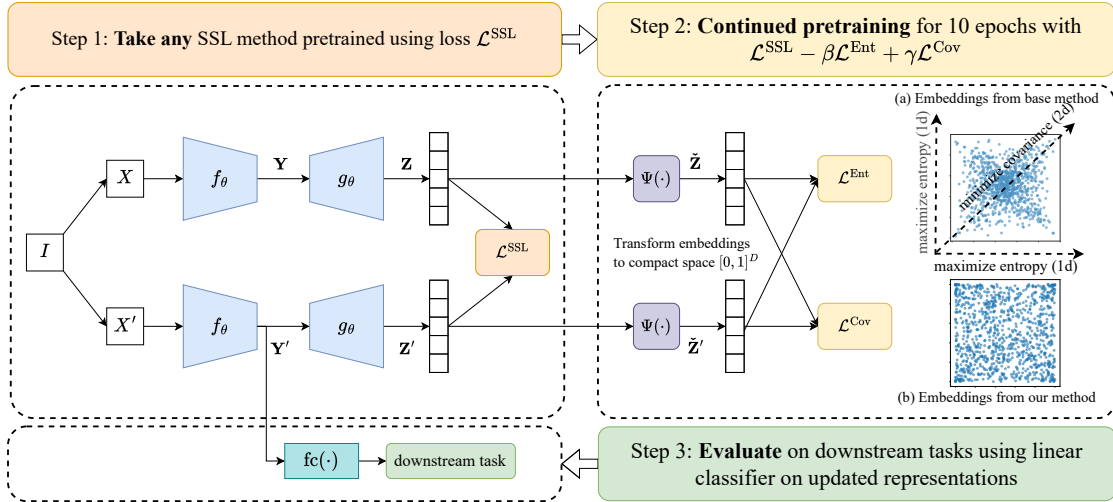 Step 1: Take any SSL method pretrained using loss 𝓛^SSL
Step 2: Continued pretraining for 10 epochs with
𝓛^SSL − β𝓛^Ent + γ𝓛^Cov
(a) Embeddings from base method
maximize entropy (1d)
minimize covariance (2d)
maximize entropy (1d)
(b) Embeddings from our method
I
X
f_θ
Y
g_θ
Z
Ψ(·)
Ž
𝓛^Ent
𝓛^SSL
Transform embeddings
to compact space [0, 1]^D
X′
f_θ
Y′
g_θ
Z′
Ψ(·)
Ž′
𝓛^Cov
fc(·)
downstream task
Step 3: Evaluate on downstream tasks using linear
classifier on updated representations